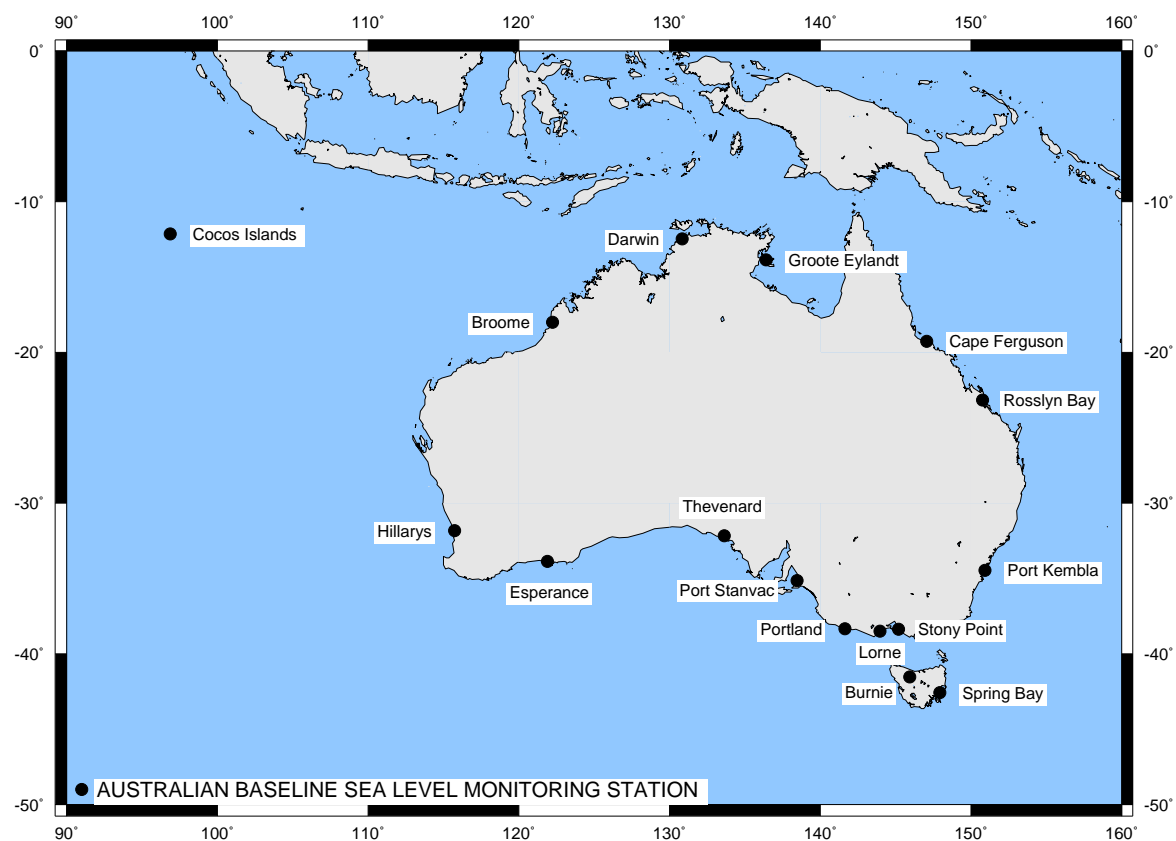 90˚ 100˚ 110˚ 120˚ 130˚ 140˚ 150˚ 160˚
0˚ 0˚
-10˚ -10˚
Cocos Islands
Darwin
Groote Eylandt
Broome
Cape Ferguson
-20˚ -20˚
Rosslyn Bay
-30˚ -30˚
Thevenard
Hillarys
Port Kembla
Esperance
Port Stanvac
Portland
Stony Point
Lorne
-40˚ -40˚
Burnie
Spring Bay
AUSTRALIAN BASELINE SEA LEVEL MONITORING STATION
-50˚ -50˚
90˚ 100˚ 110˚ 120˚ 130˚ 140˚ 150˚ 160˚